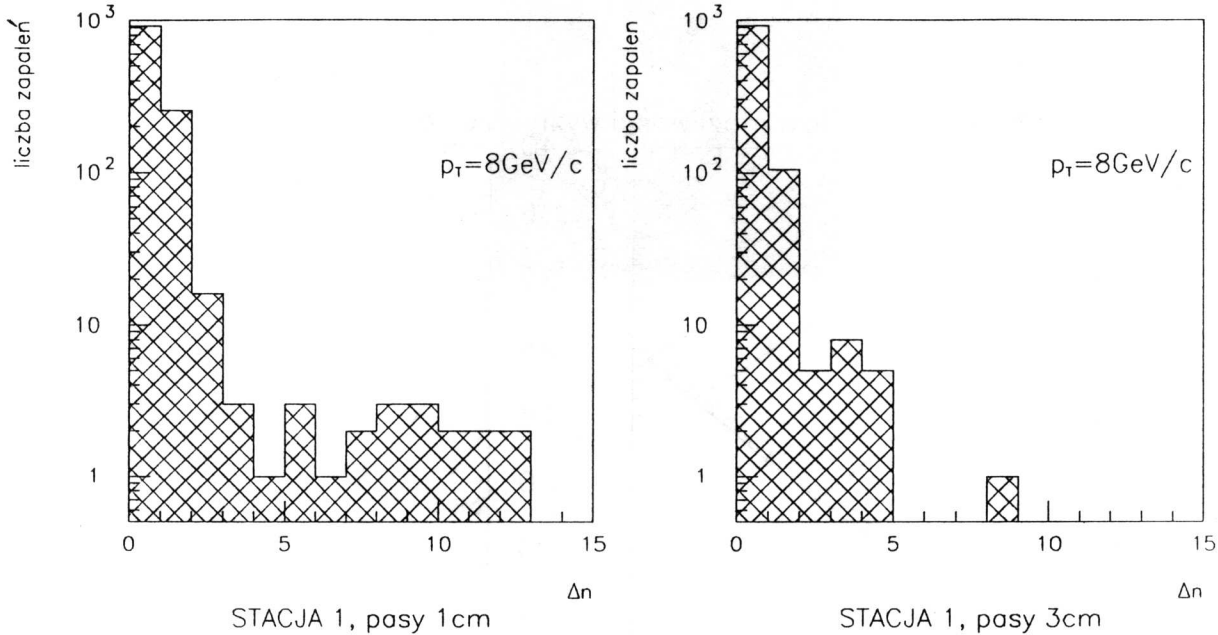 liczba zapaleń
10³
10²
10
1
p_T=8GeV/c
0 5 10 15
Δn
STACJA 1, pasy 1cm
liczba zapaleń
10³
10²
10
1
p_T=8GeV/c
0 5 10 15
Δn
STACJA 1, pasy 3cm